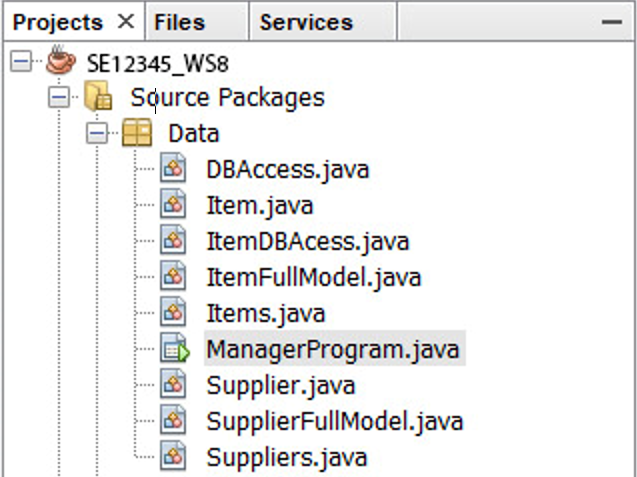 Projects Files Services
SE12345_WS8
Source Packages
Data
DBAccess.java
Item.java
ItemDBAcess.java
ItemFullModel.java
Items.java
ManagerProgram.java
Supplier.java
SupplierFullModel.java
Suppliers.java